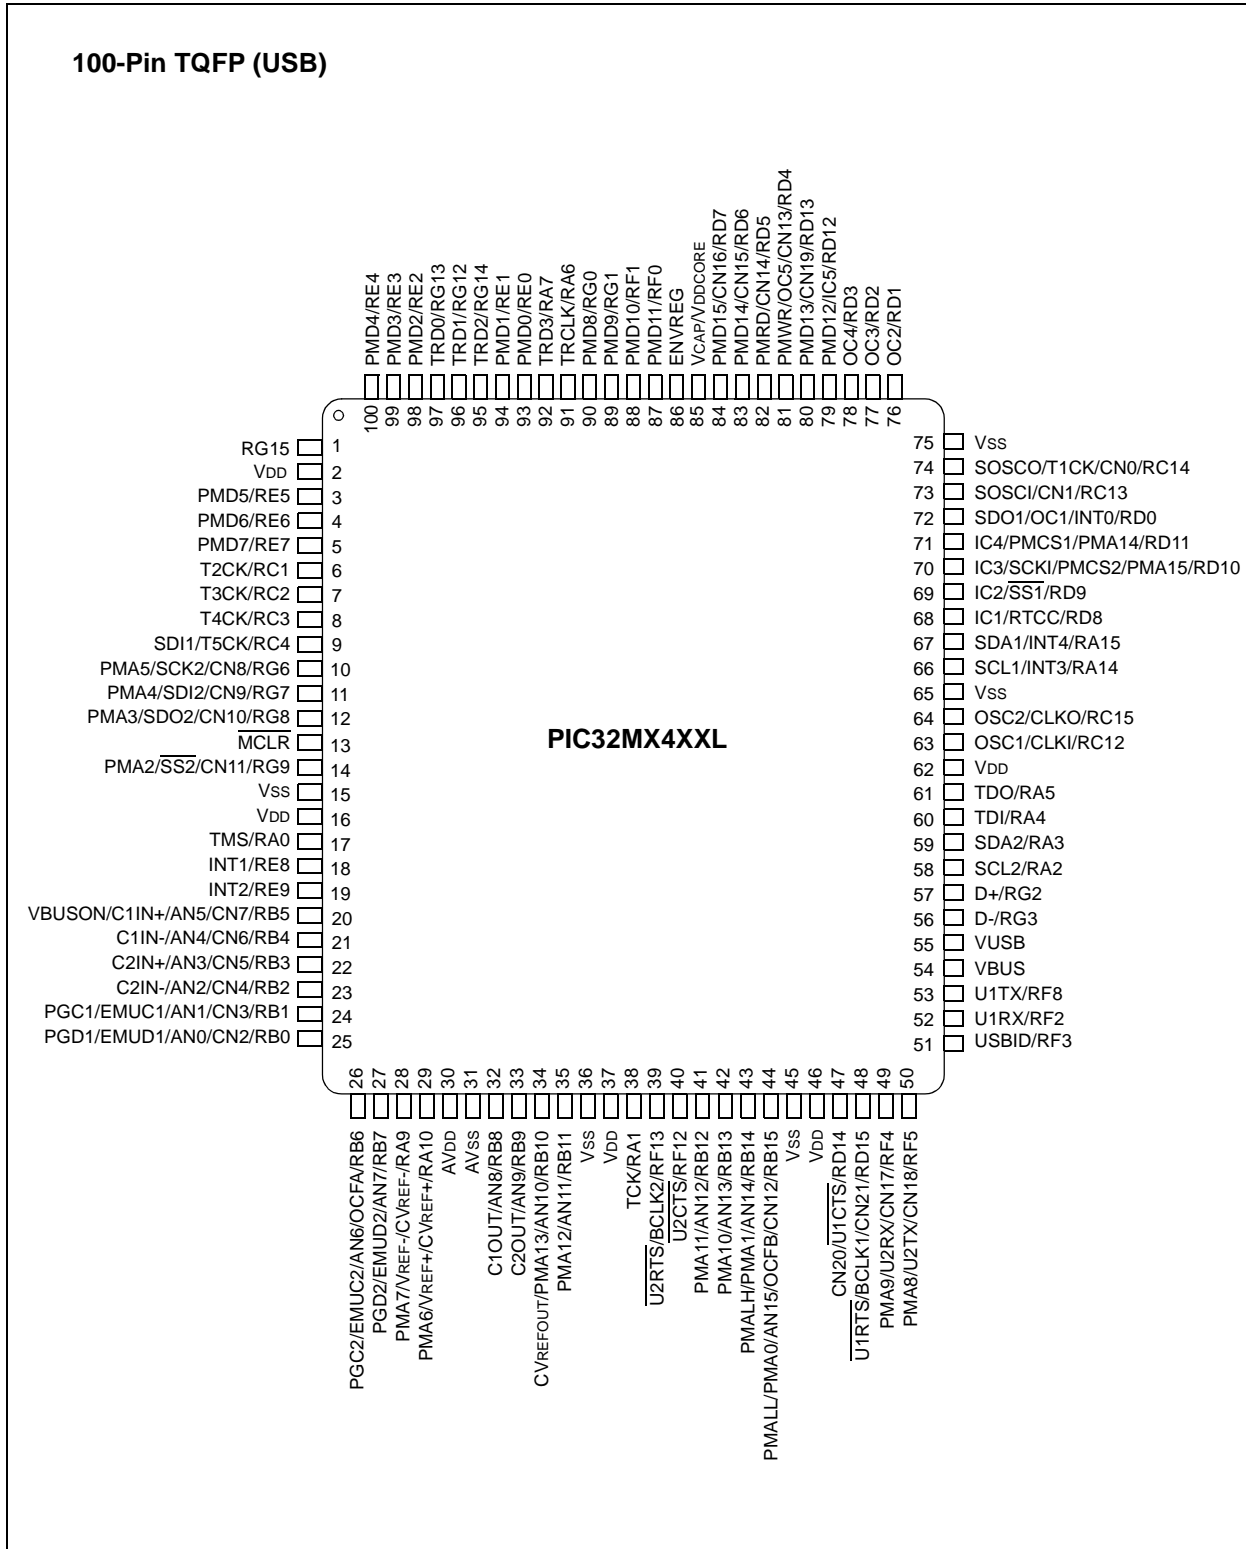 100-Pin TQFP (USB)
PMD4/RE4
PMD3/RE3
PMD2/RE2
TRD0/RG13
TRD1/RG12
TRD2/RG14
PMD1/RE1
PMD0/RE0
TRD3/RA7
TRCLK/RA6
PMD8/RG0
PMD9/RG1
PMD10/RF1
PMD11/RF0
ENVREG
VCAP/VDDCORE
PMD15/CN16/RD7
PMD14/CN15/RD6
PMRD/CN14/RD5
PMWR/OC5/CN13/RD4
PMD13/CN19/RD13
PMD12/IC5/RD12
OC4/RD3
OC3/RD2
OC2/RD1
100
99
98
97
96
95
94
93
92
91
90
89
88
87
86
85
84
83
82
81
80
79
78
77
76
RG15 1
VDD 2
PMD5/RE5 3
PMD6/RE6 4
PMD7/RE7 5
T2CK/RC1 6
T3CK/RC2 7
T4CK/RC3 8
SDI1/T5CK/RC4 9
PMA5/SCK2/CN8/RG6 10
PMA4/SDI2/CN9/RG7 11
PMA3/SDO2/CN10/RG8 12
MCLR 13
PMA2/SS2/CN11/RG9 14
VSS 15
VDD 16
TMS/RA0 17
INT1/RE8 18
INT2/RE9 19
VBUSON/C1IN+/AN5/CN7/RB5 20
C1IN-/AN4/CN6/RB4 21
C2IN+/AN3/CN5/RB3 22
C2IN-/AN2/CN4/RB2 23
PGC1/EMUC1/AN1/CN3/RB1 24
PGD1/EMUD1/AN0/CN2/RB0 25
PIC32MX4XXL
75 VSS
74 SOSCO/T1CK/CN0/RC14
73 SOSCI/CN1/RC13
72 SDO1/OC1/INT0/RD0
71 IC4/PMCS1/PMA14/RD11
70 IC3/SCKI/PMCS2/PMA15/RD10
69 IC2/SS1/RD9
68 IC1/RTCC/RD8
67 SDA1/INT4/RA15
66 SCL1/INT3/RA14
65 VSS
64 OSC2/CLKO/RC15
63 OSC1/CLKI/RC12
62 VDD
61 TDO/RA5
60 TDI/RA4
59 SDA2/RA3
58 SCL2/RA2
57 D+/RG2
56 D-/RG3
55 VUSB
54 VBUS
53 U1TX/RF8
52 U1RX/RF2
51 USBID/RF3
26
27
28
29
30
31
32
33
34
35
36
37
38
39
40
41
42
43
44
45
46
47
48
49
50
PGC2/EMUC2/AN6/OCFA/RB6
PGD2/EMUD2/AN7/RB7
PMA7/VREF-/CVREF-/RA9
PMA6/VREF+/CVREF+/RA10
AVDD
AVSS
C1OUT/AN8/RB8
C2OUT/AN9/RB9
CVREFOUT/PMA13/AN10/RB10
PMA12/AN11/RB11
VSS
VDD
TCK/RA1
U2RTS/BCLK2/RF13
U2CTS/RF12
PMA11/AN12/RB12
PMA10/AN13/RB13
PMALH/PMA1/AN14/RB14
PMALL/PMA0/AN15/OCFB/CN12/RB15
VSS
VDD
CN20/U1CTS/RD14
U1RTS/BCLK1/CN21/RD15
PMA9/U2RX/CN17/RF4
PMA8/U2TX/CN18/RF5